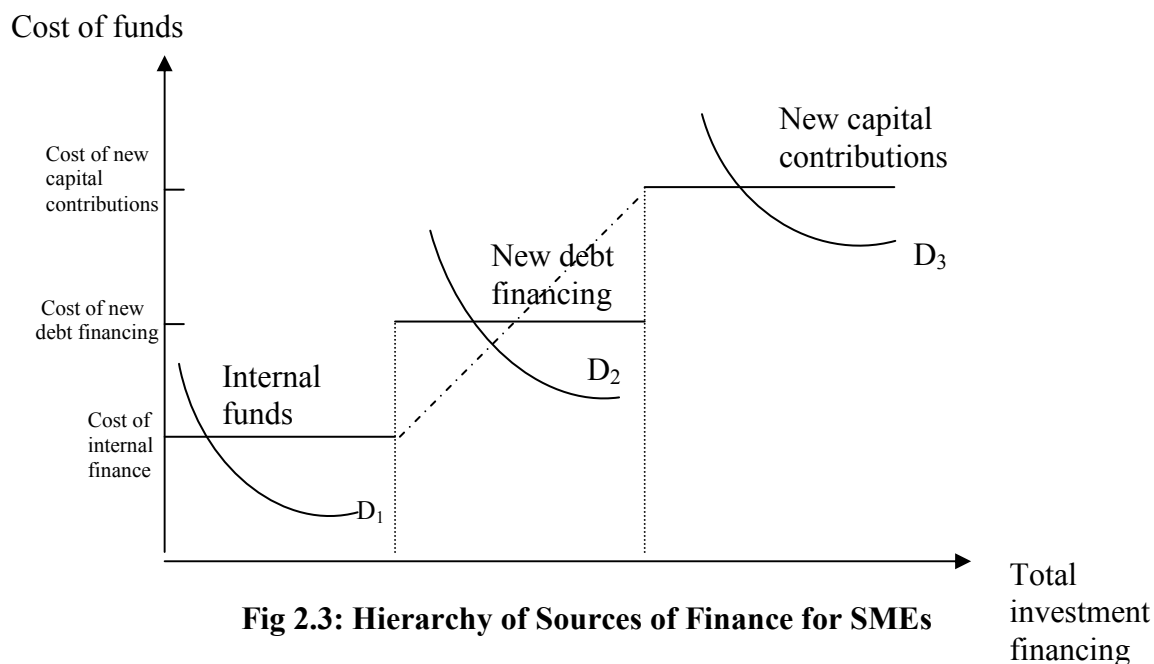 Cost of funds
New capital
contributions
Cost of new
capital
contributions
D₃
New debt
financing
Cost of new
debt financing
D₂
Internal
funds
Cost of
internal
finance
D₁
Total
investment
financing
Fig 2.3: Hierarchy of Sources of Finance for SMEs